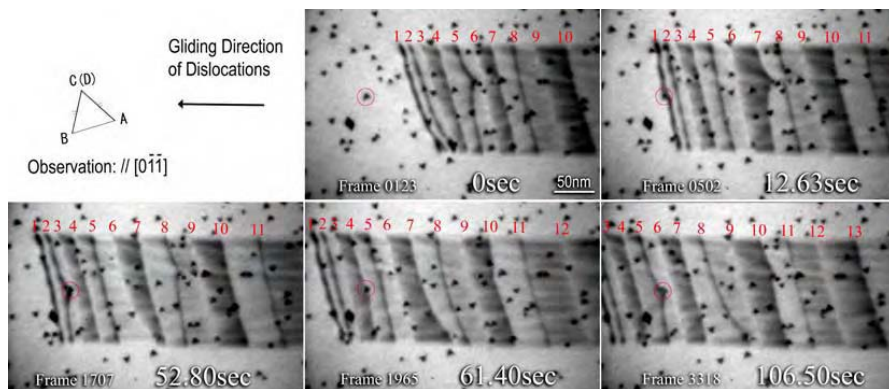 Gliding Direction
of Dislocations
C (D)
A
B
Observation: // [01̄1̄]
1 2 3 4 5 6 7 8 9 10
Frame 0123 0sec 50nm
1 2 3 4 5 6 7 8 9 10 11
Frame 0502 12.63sec
1 2 3 4 5 6 7 8 9 10 11
Frame 1707 52.80sec
1 2 3 4 5 6 7 8 9 10 12
Frame 1965 61.40sec
3 4 5 6 7 8 9 10 11 12 13
Frame 3318 106.50sec